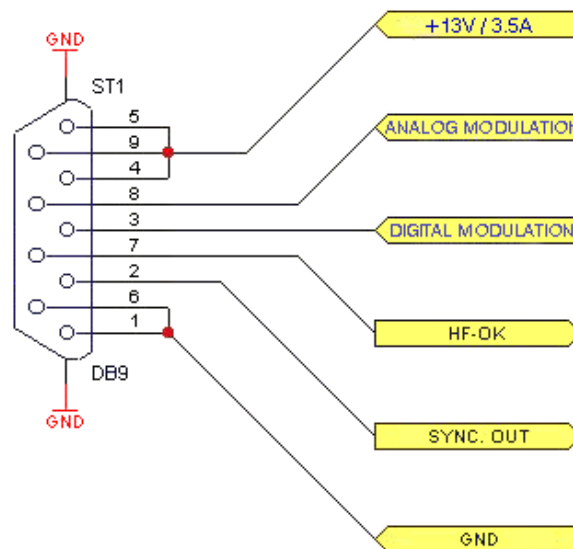 GND
ST1
+13V / 3.5A
5
9
4
8
3
7
2
6
1
ANALOG MODULATION
DIGITAL MODULATION
HF-OK
SYNC. OUT
GND
DB9
GND